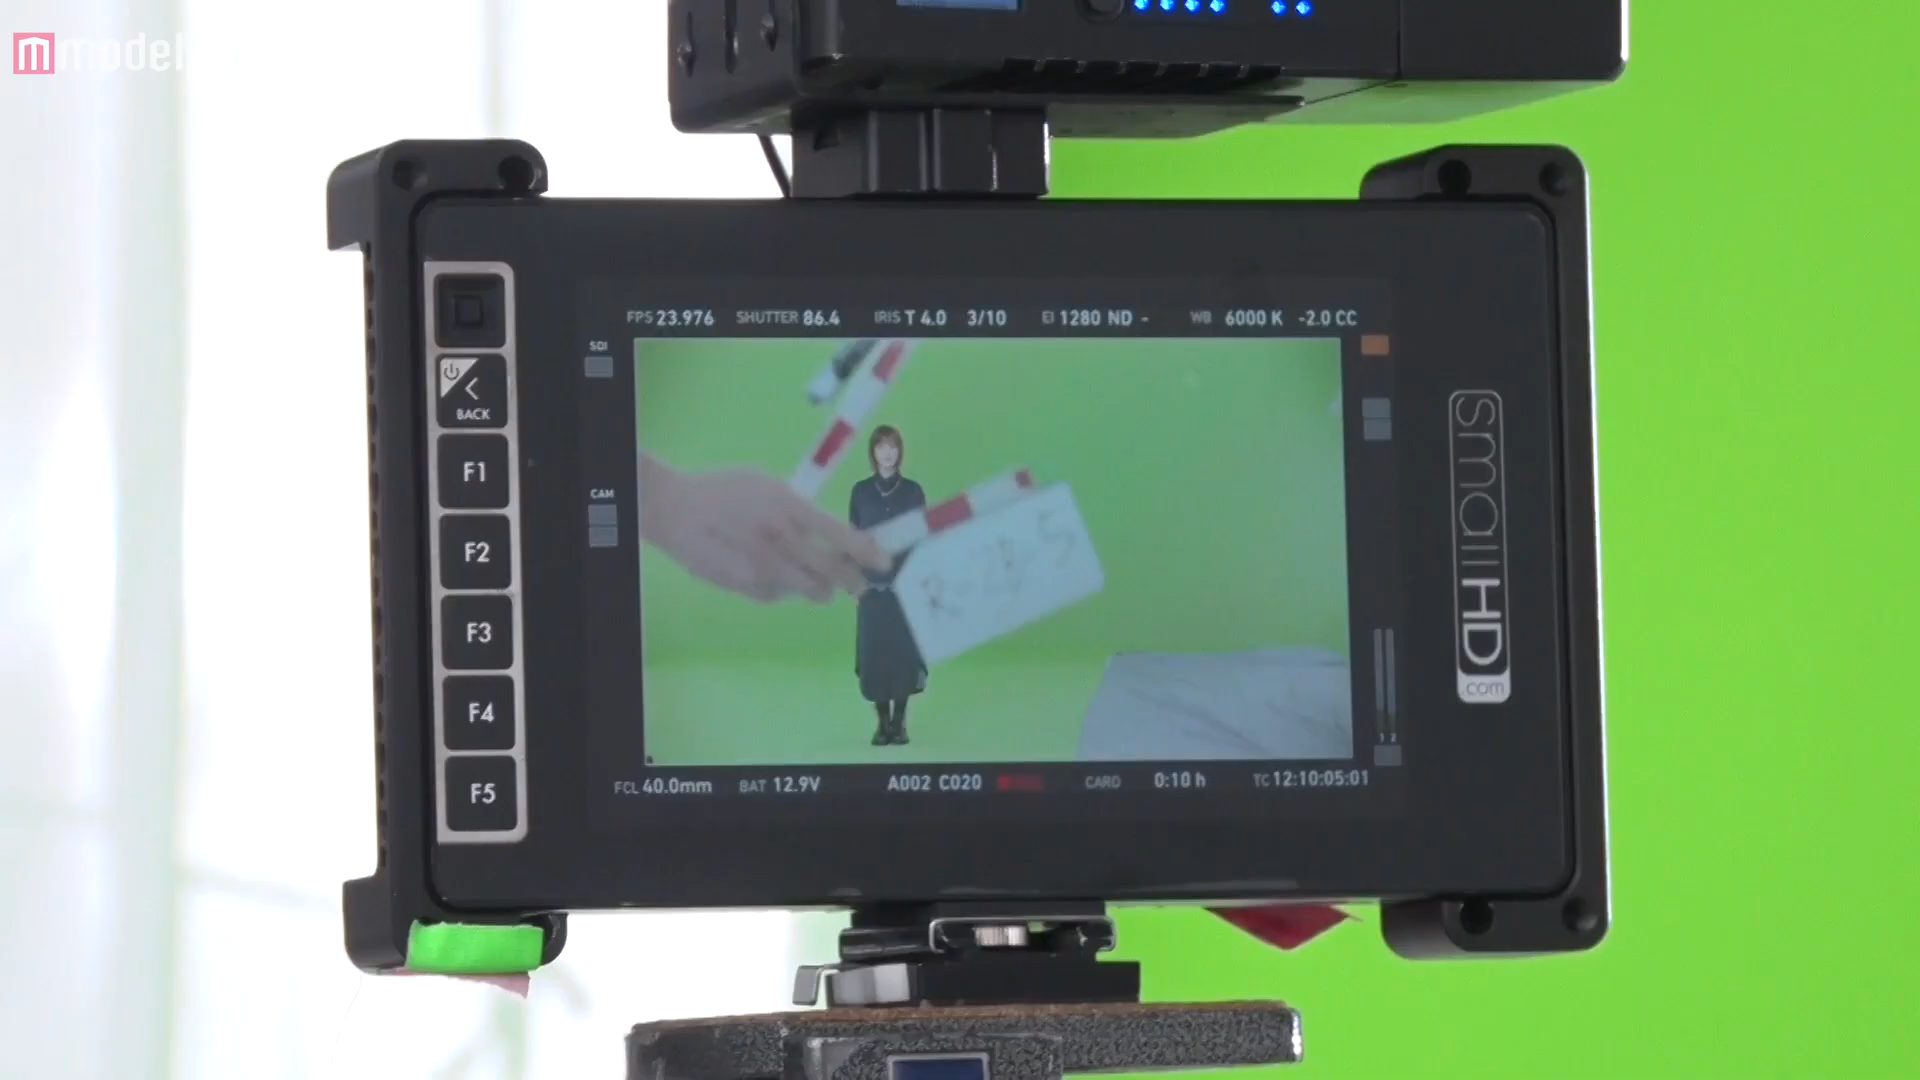 model
FPS 23.976 SHUTTER 86.4 IRIS T 4.0 3/10 EI 1280 ND - WB 6000 K -2.0 CC
SDI
CAM
BACK
F1
F2
F3
F4
F5
smallHD
.com
1 2
FCL 40.0mm BAT 12.9V A002 C020 CARD 0:10 h TC 12:10:05:01